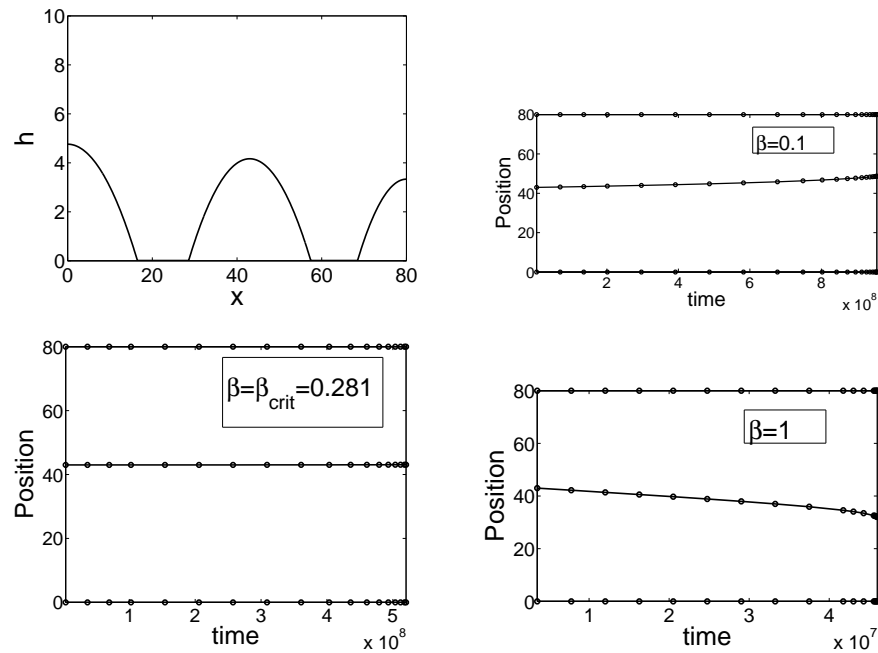 10
8
6
4
2
0
h
0 20 40 60 80
x
80
60
40
20
0
Position
β=0.1
2 4 6 8
time
x 10^8
80
60
40
20
0
Position
β=β_crit=0.281
1 2 3 4 5
time
x 10^8
80
60
40
20
0
Position
β=1
1 2 3 4
time
x 10^7